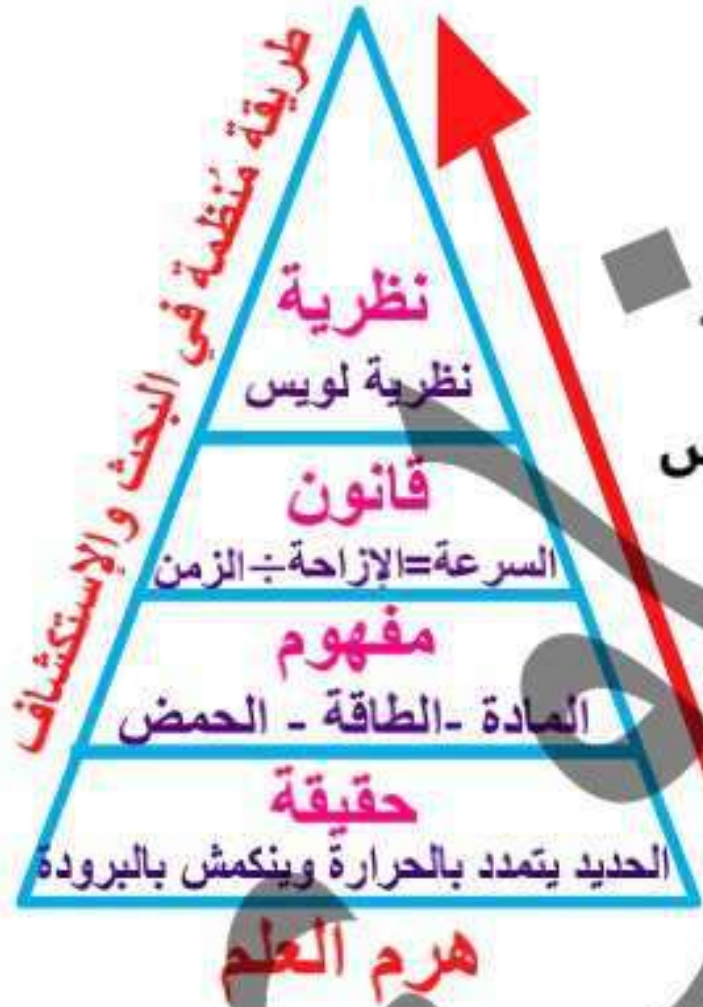 طريقة مُنظمة في البحث والإستكشاف
نظرية
نظرية لويس
قانون
السرعة=الإزاحة÷الزمن
مفهوم
المادة -الطاقة - الحمض
حقيقة
الحديد يتمدد بالحرارة وينكمش بالبرودة
هرم العلم